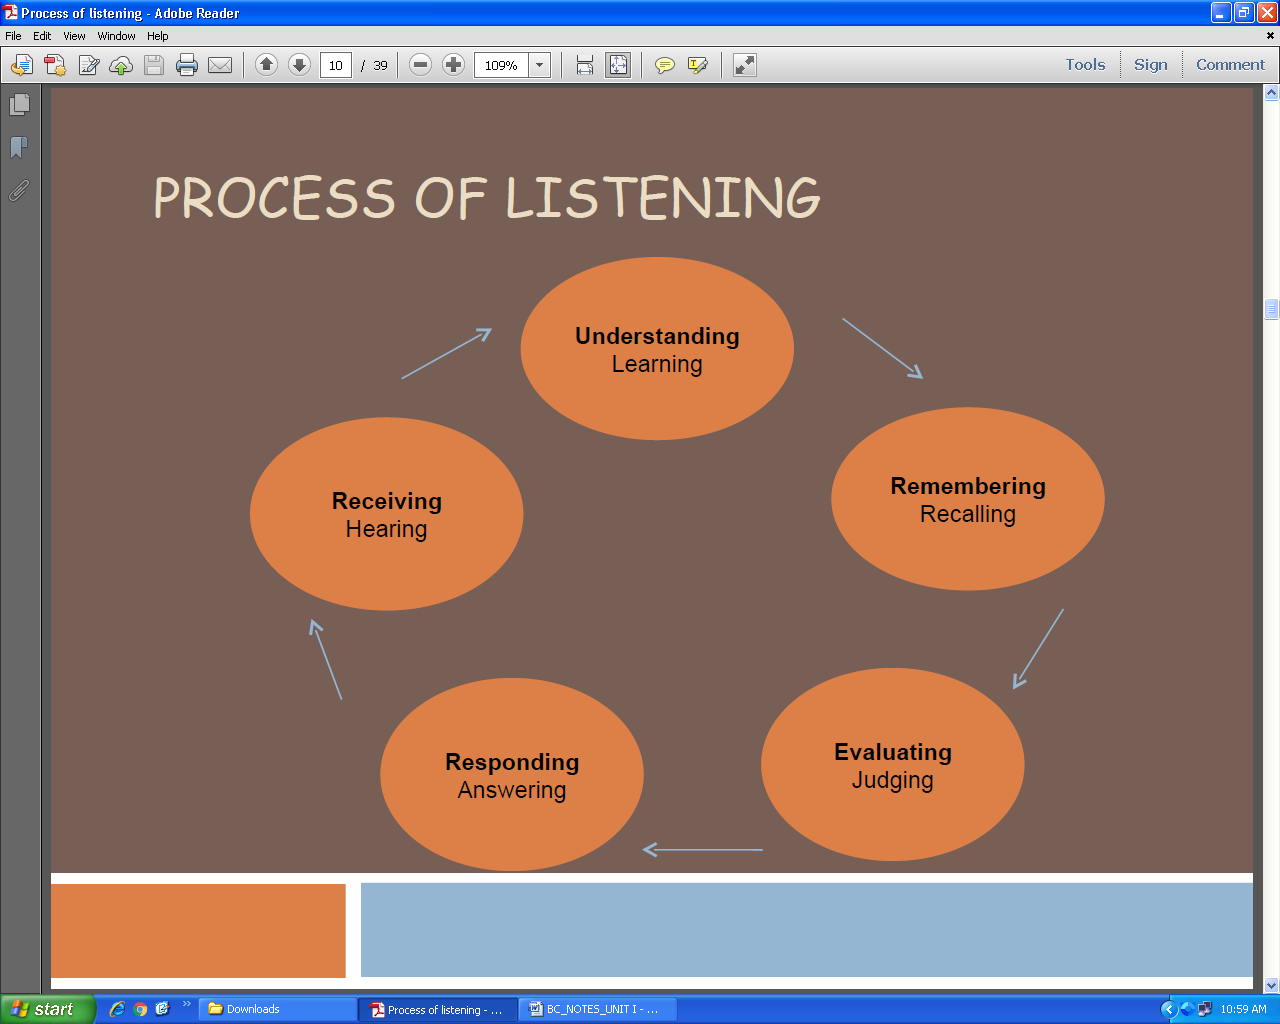 Process of listening - Adobe Reader
File Edit View Window Help
10 / 39 109% Tools Sign Comment
PROCESS OF LISTENING
Understanding
Learning
Remembering
Recalling
Receiving
Hearing
Evaluating
Judging
Responding
Answering
start Downloads Process of listening - ... BC_NOTES_UNIT I - ... 10:59 AM